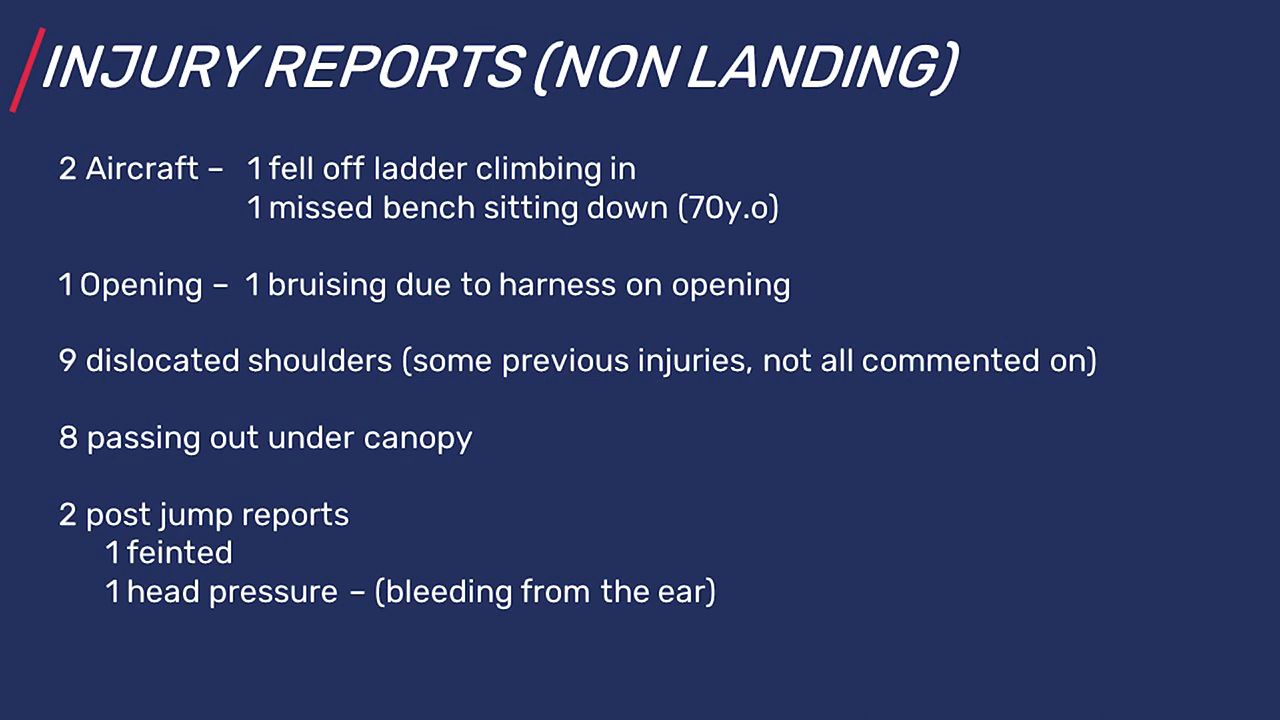 INJURY REPORTS (NON LANDING)
2 Aircraft – 1 fell off ladder climbing in
1 missed bench sitting down (70y.o)
1 Opening – 1 bruising due to harness on opening
9 dislocated shoulders (some previous injuries, not all commented on)
8 passing out under canopy
2 post jump reports
1 feinted
1 head pressure – (bleeding from the ear)